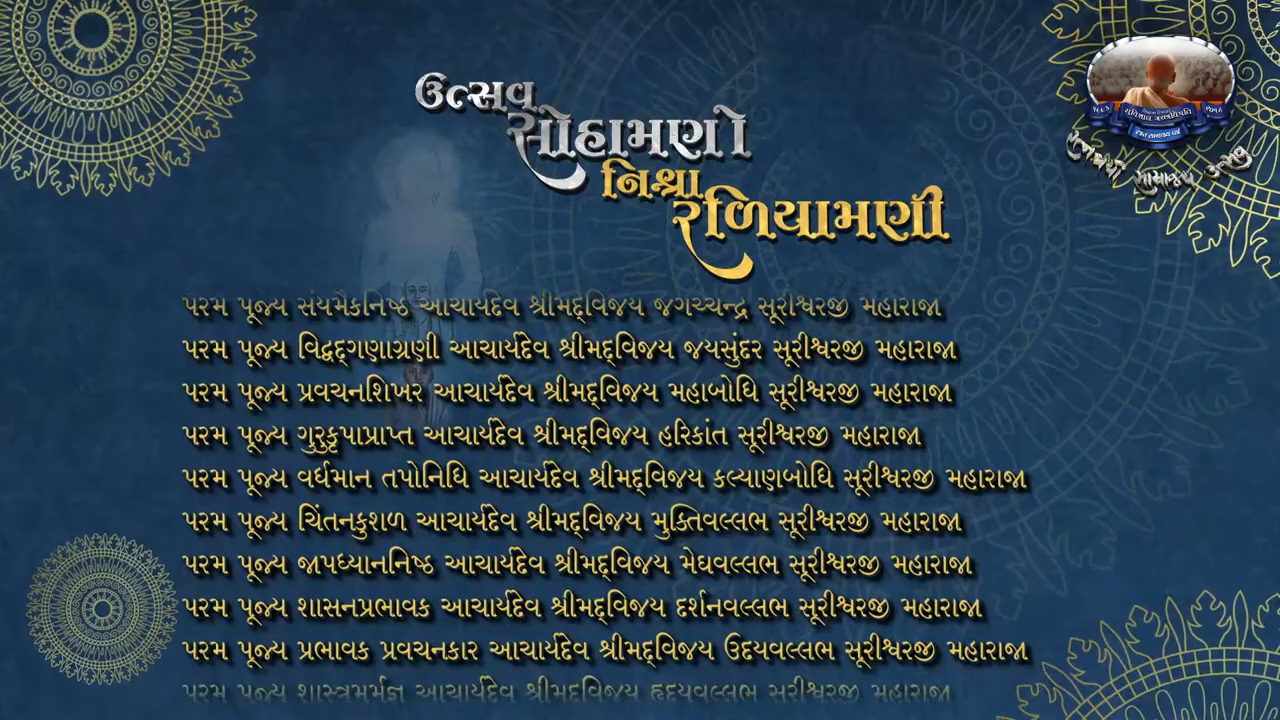 ઉત્સવ
સોહામણો
નિશ્રા
રળિયામણી
પરમ પૂજ્ય સંયમૈકનિષ્ઠ આચાર્યદેવ શ્રીમદ્‌વિજય જગચ્ચન્દ્ર સૂરીશ્વરજી મહારાજા
પરમ પૂજ્ય વિદ્વદ્‌ગણાગ્રણી આચાર્યદેવ શ્રીમદ્‌વિજય જયસુંદર સૂરીશ્વરજી મહારાજા
પરમ પૂજ્ય પ્રવચનશિખર આચાર્યદેવ શ્રીમદ્‌વિજય મહાબોધિ સૂરીશ્વરજી મહારાજા
પરમ પૂજ્ય ગુરુકૃપાપ્રાપ્ત આચાર્યદેવ શ્રીમદ્‌વિજય હરિકાંત સૂરીશ્વરજી મહારાજા
પરમ પૂજ્ય વર્ધમાન તપોનિધિ આચાર્યદેવ શ્રીમદ્‌વિજય કલ્યાણબોધિ સૂરીશ્વરજી મહારાજા
પરમ પૂજ્ય ચિંતનકુશળ આચાર્યદેવ શ્રીમદ્‌વિજય મુક્તિવલ્લભ સૂરીશ્વરજી મહારાજા
પરમ પૂજ્ય જાપધ્યાનનિષ્ઠ આચાર્યદેવ શ્રીમદ્‌વિજય મેઘવલ્લભ સૂરીશ્વરજી મહારાજા
પરમ પૂજ્ય શાસનપ્રભાવક આચાર્યદેવ શ્રીમદ્‌વિજય દર્શનવલ્લભ સૂરીશ્વરજી મહારાજા
પરમ પૂજ્ય પ્રભાવક પ્રવચનકાર આચાર્યદેવ શ્રીમદ્‌વિજય ઉદયવલ્લભ સૂરીશ્વરજી મહારાજા
પરમ પૂજ્ય શાસ્ત્રમર્મજ્ઞ આચાર્યદેવ શ્રીમદ્‌વિજય હૃદયવલ્લભ સૂરીશ્વરજી મહારાજા